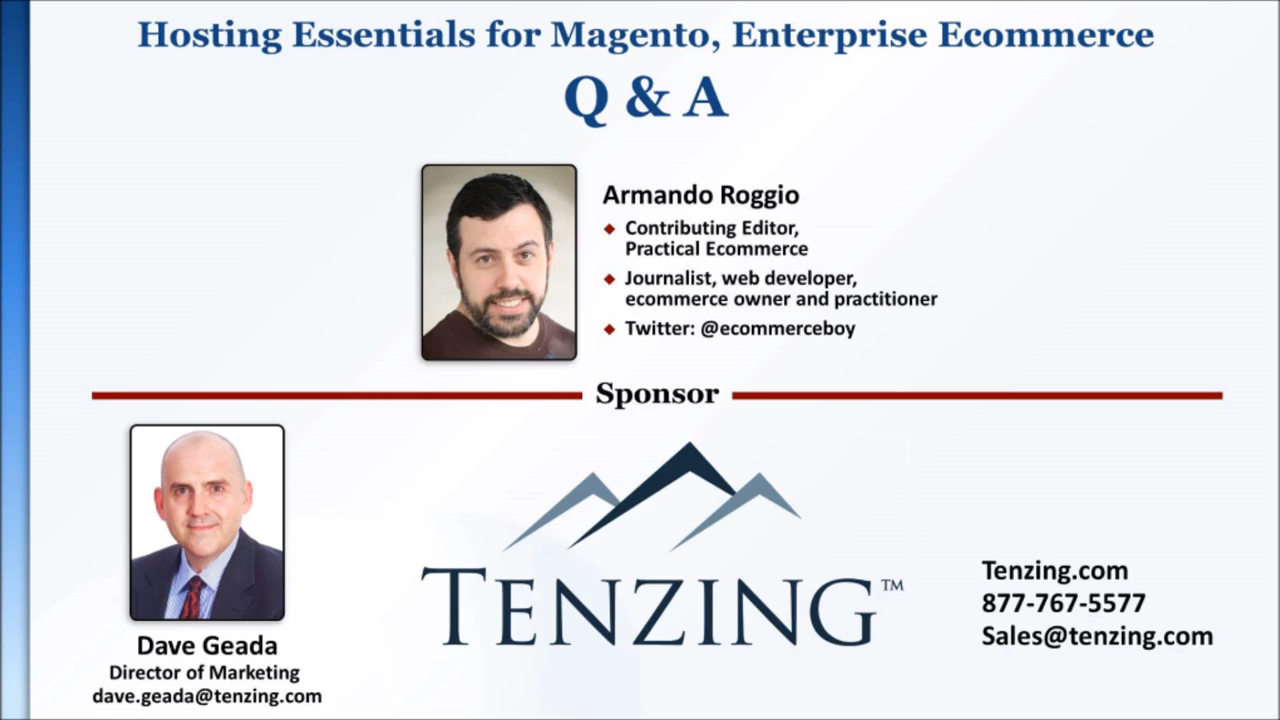 Hosting Essentials for Magento, Enterprise Ecommerce
Q & A
Armando Roggio
Contributing Editor,
Practical Ecommerce
Journalist, web developer,
ecommerce owner and practitioner
Twitter: @ecommerceboy
Sponsor
Dave Geada
Director of Marketing
dave.geada@tenzing.com
TENZING™
Tenzing.com
877-767-5577
Sales@tenzing.com